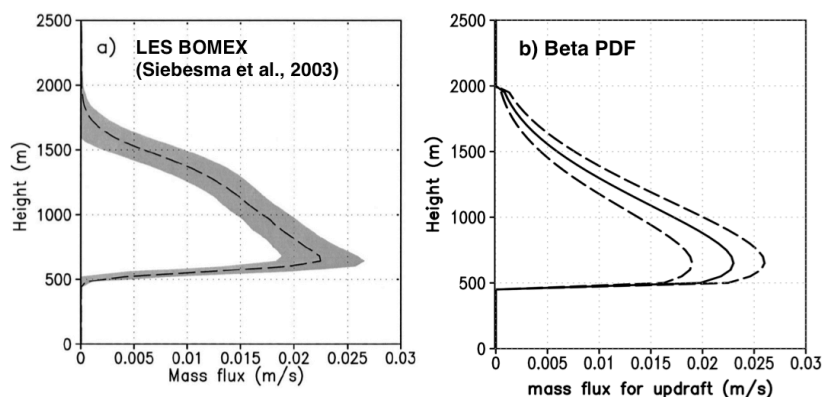 a) LES BOMEX
(Siebesma et al., 2003)
2500
2000
1500
1000
500
0
Height (m)
0 0.005 0.01 0.015 0.02 0.025 0.03
Mass flux (m/s)
b) Beta PDF
2500
2000
1500
1000
500
0
Height (m)
0 0.005 0.01 0.015 0.02 0.025 0.03
mass flux for updraft (m/s)